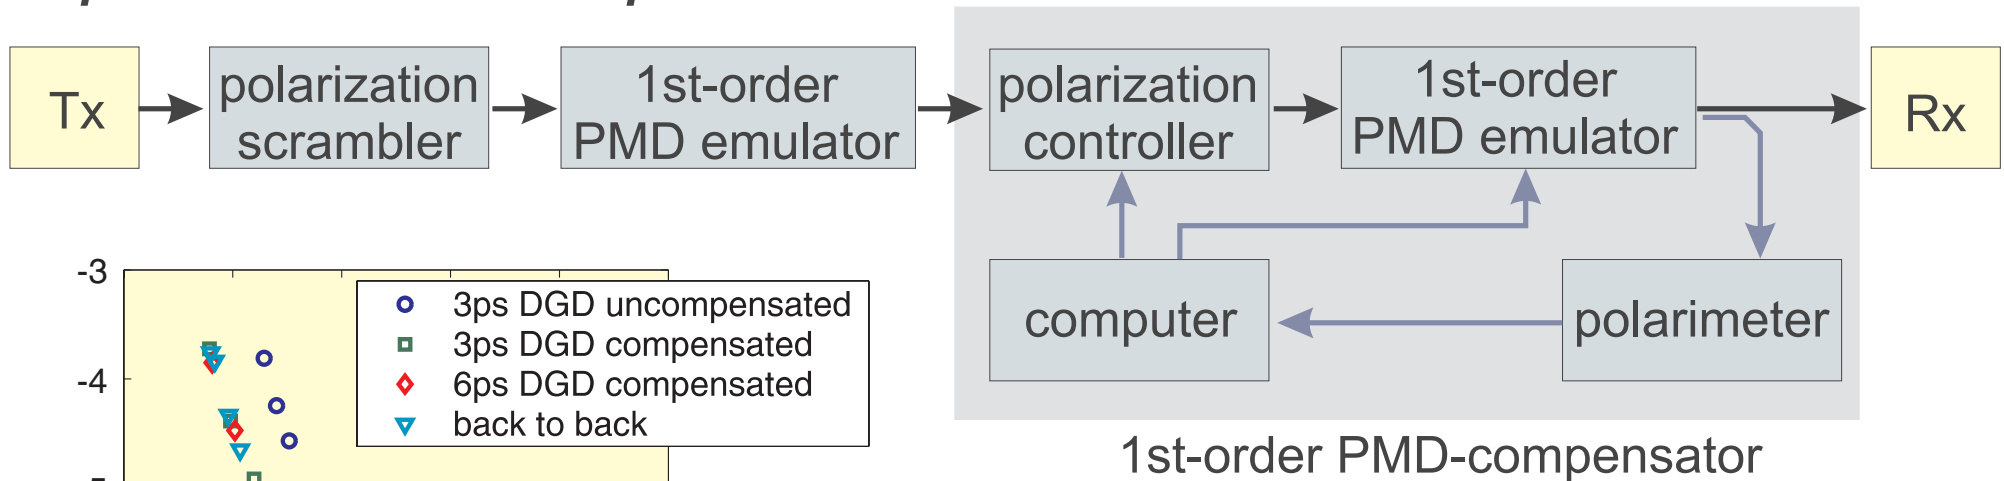 Tx
polarization
scrambler
1st-order
PMD emulator
polarization
controller
1st-order
PMD emulator
Rx
computer
polarimeter
1st-order PMD-compensator
-3
-4
3ps DGD uncompensated
3ps DGD compensated
6ps DGD compensated
back to back